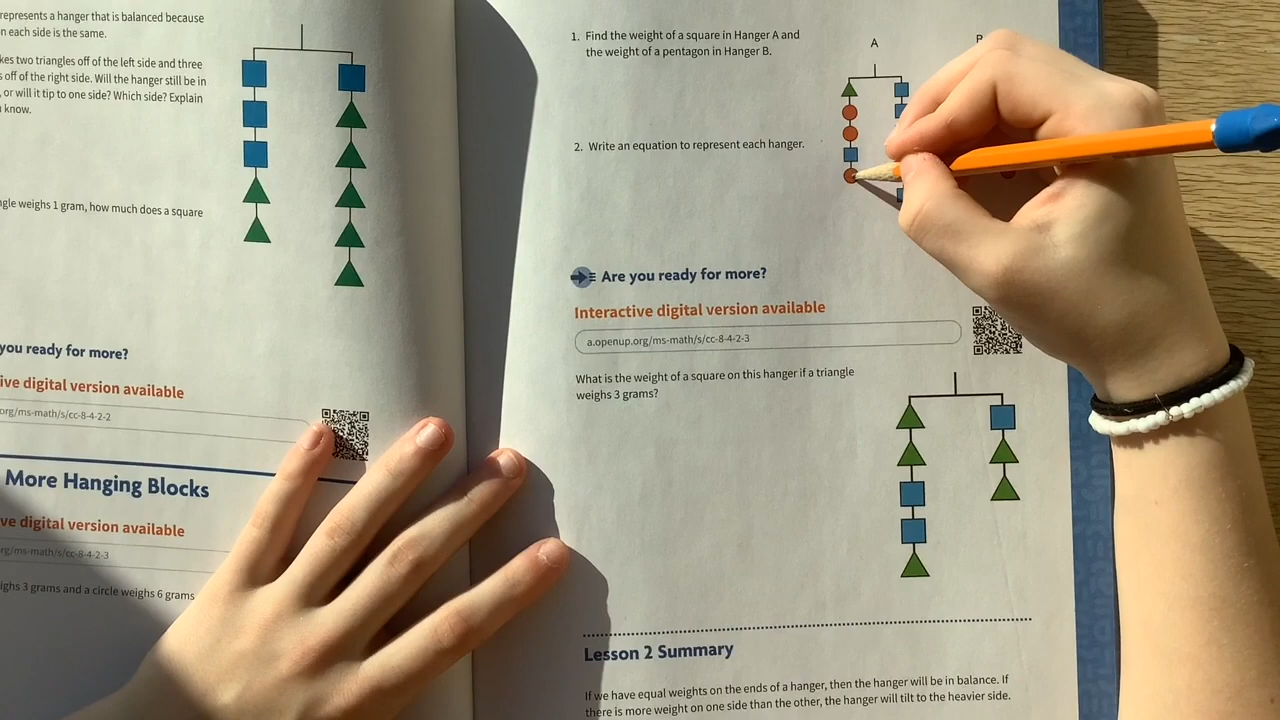 represents a hanger that is balanced because
n each side is the same.
kes two triangles off of the left side and three
off of the right side. Will the hanger still be in
, or will it tip to one side? Which side? Explain
know.
ngle weighs 1 gram, how much does a square
you ready for more?
ive digital version available
org/ms-math/s/cc-8-4-2-2
More Hanging Blocks
ve digital version available
rg/ms-math/s/cc-8-4-2-3
ighs 3 grams and a circle weighs 6 grams
1. Find the weight of a square in Hanger A and
the weight of a pentagon in Hanger B.
A
2. Write an equation to represent each hanger.
Are you ready for more?
Interactive digital version available
a.openup.org/ms-math/s/cc-8-4-2-3
What is the weight of a square on this hanger if a triangle
weighs 3 grams?
Lesson 2 Summary
If we have equal weights on the ends of a hanger, then the hanger will be in balance. If
there is more weight on one side than the other, the hanger will tilt to the heavier side.